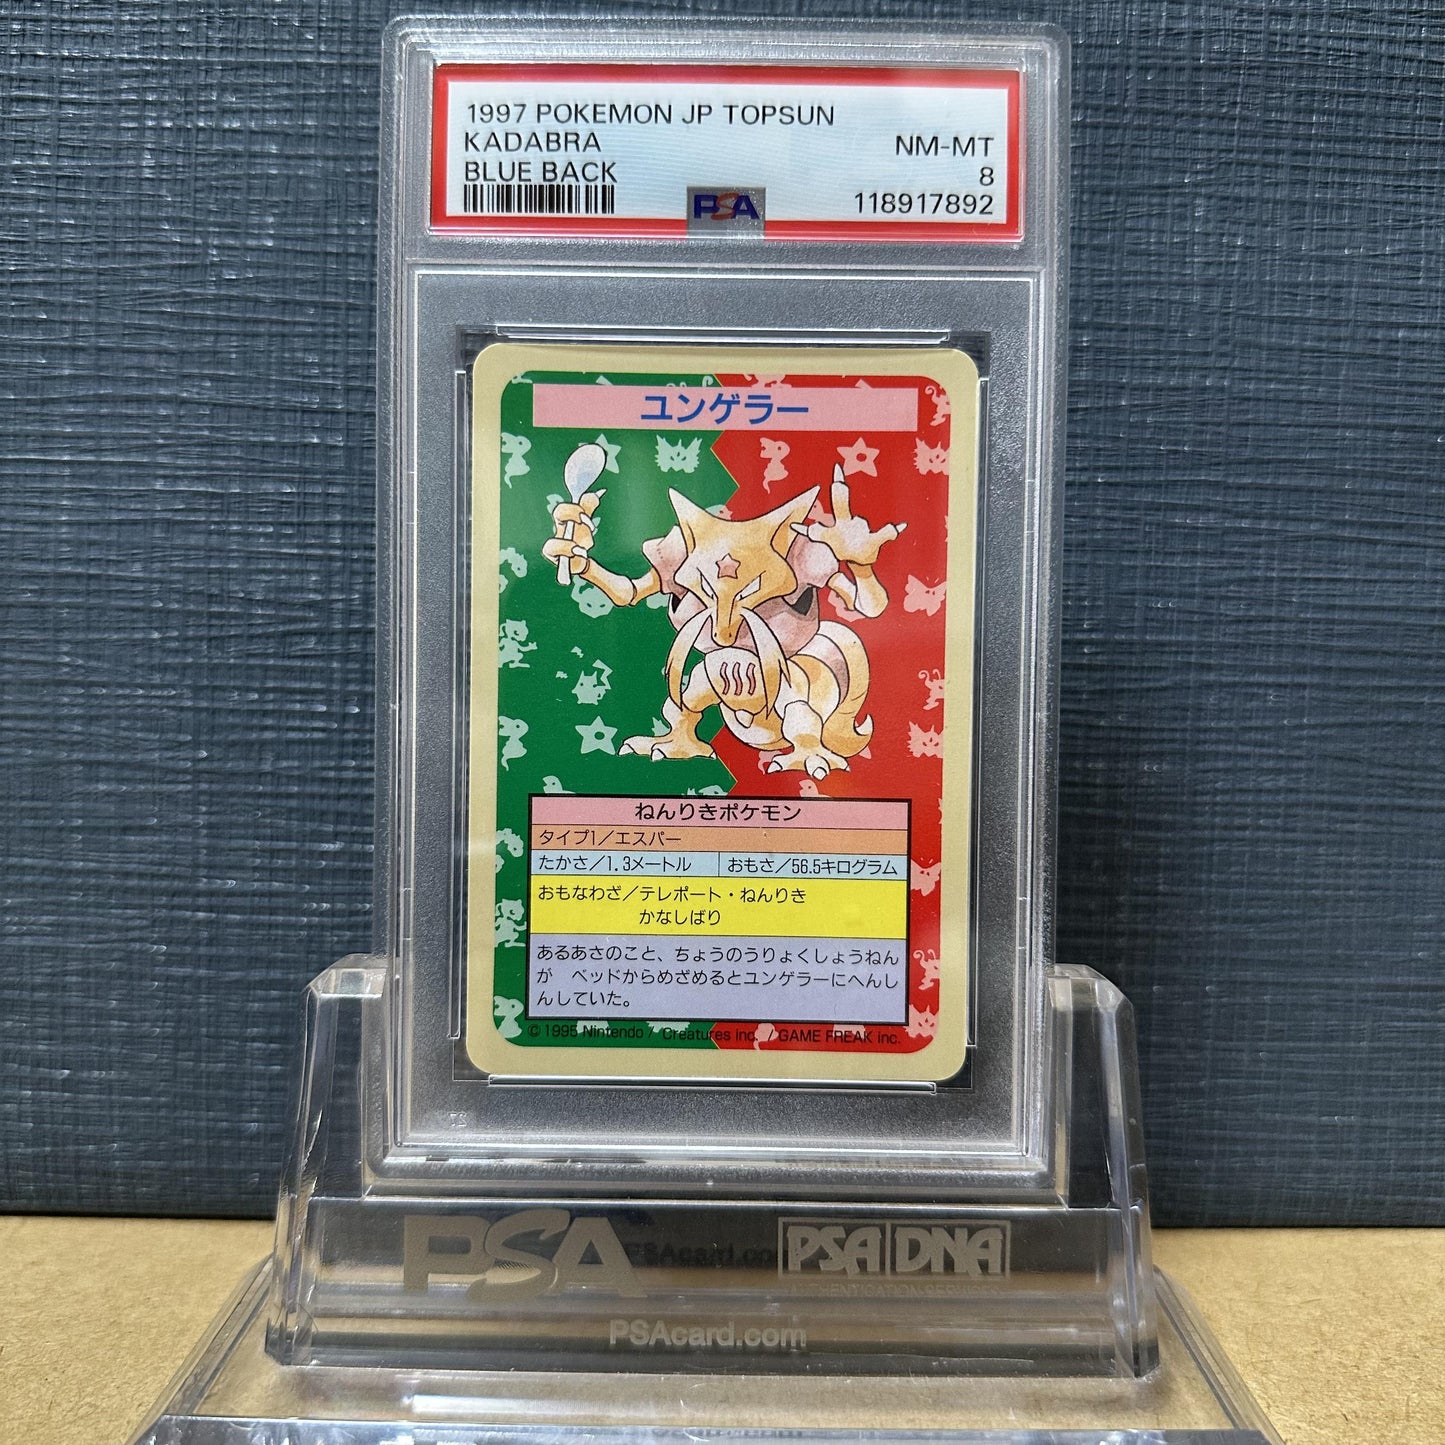 1997 POKEMON JP TOPSUN
KADABRA
NM-MT
BLUE BACK
8
PSA
118917892
ユンゲラー
ねんりきポケモン
タイプ1／エスパー
たかさ／1.3メートル おもさ／56.5キログラム
おもなわざ／テレポート・ねんりき
かなしばり
あるあさのこと、ちょうのうりょくしょうねん
が ベッドからめざめるとユンゲラーにへんし
んしていた。
© 1995 Nintendo / Creatures inc. / GAME FREAK inc.
PSA
PSAcard.com
PSA DNA
PSAcard.com